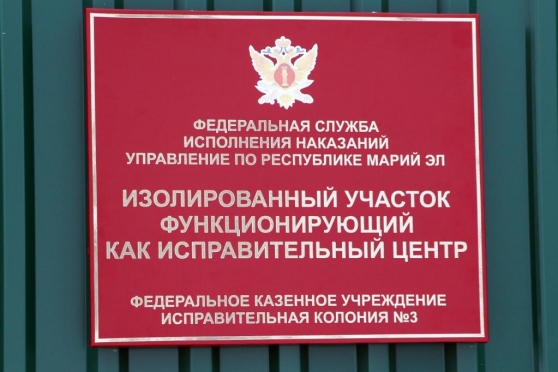 ФЕДЕРАЛЬНАЯ СЛУЖБА
ИСПОЛНЕНИЯ НАКАЗАНИЙ
УПРАВЛЕНИЕ ПО РЕСПУБЛИКЕ МАРИЙ ЭЛ
ИЗОЛИРОВАННЫЙ УЧАСТОК
ФУНКЦИОНИРУЮЩИЙ
КАК ИСПРАВИТЕЛЬНЫЙ ЦЕНТР
ФЕДЕРАЛЬНОЕ КАЗЕННОЕ УЧРЕЖДЕНИЕ
ИСПРАВИТЕЛЬНАЯ КОЛОНИЯ №3